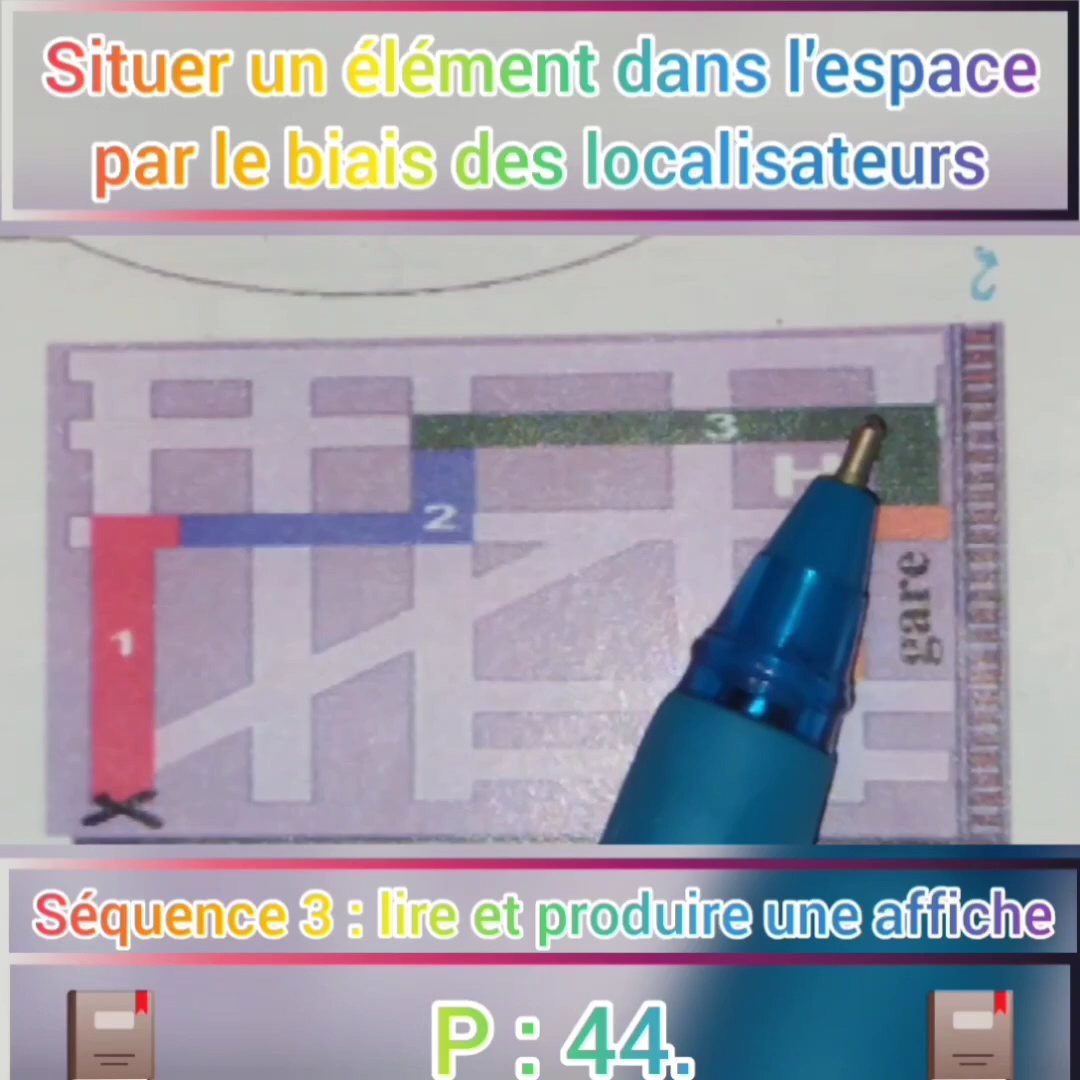 Situer un élément dans l'espace
par le biais des localisateurs
3
H
2
gare
1
Séquence 3 : lire et produire une affiche
P : 44.